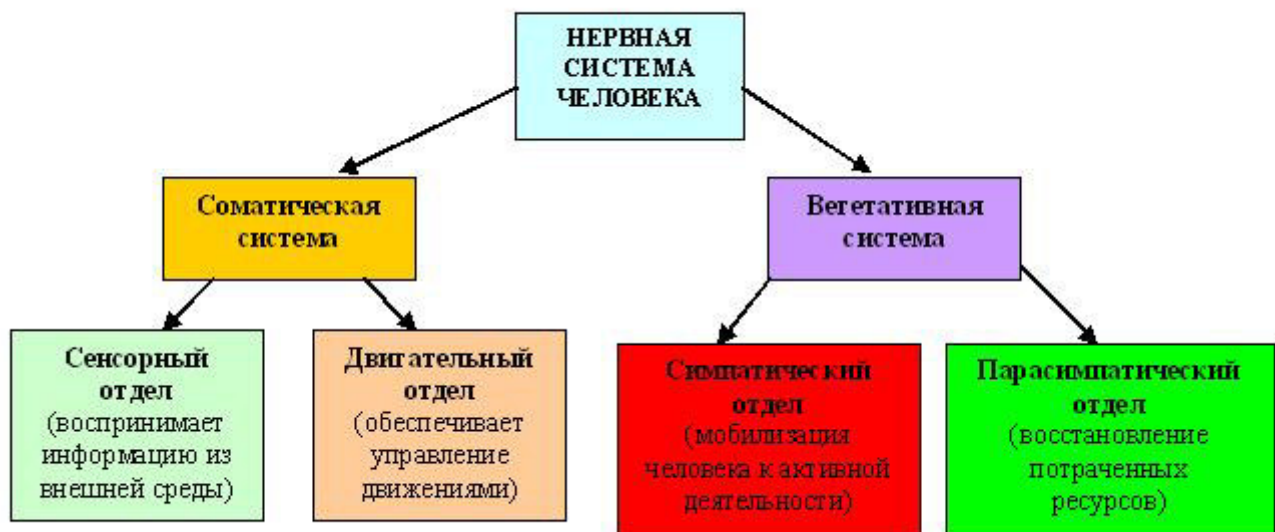 НЕРВНАЯ
СИСТЕМА
ЧЕЛОВЕКА
Соматическая
система
Вегетативная
система
Сенсорный
отдел
(воспринимает
информацию из
внешней среды)
Двигательный
отдел
(обеспечивает
управление
движениями)
Симпатический
отдел
(мобилизация
человека к активной
деятельности)
Парасимпатический
отдел
(восстановление
потраченных
ресурсов)